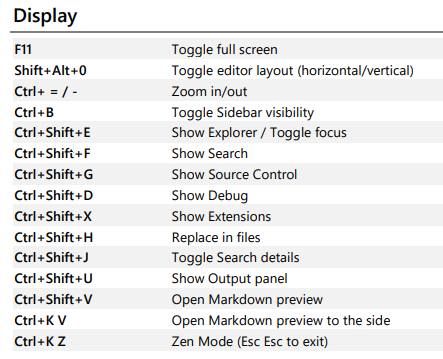 Display
F11 Toggle full screen
Shift+Alt+0 Toggle editor layout (horizontal/vertical)
Ctrl+ = / - Zoom in/out
Ctrl+B Toggle Sidebar visibility
Ctrl+Shift+E Show Explorer / Toggle focus
Ctrl+Shift+F Show Search
Ctrl+Shift+G Show Source Control
Ctrl+Shift+D Show Debug
Ctrl+Shift+X Show Extensions
Ctrl+Shift+H Replace in files
Ctrl+Shift+J Toggle Search details
Ctrl+Shift+U Show Output panel
Ctrl+Shift+V Open Markdown preview
Ctrl+K V Open Markdown preview to the side
Ctrl+K Z Zen Mode (Esc Esc to exit)